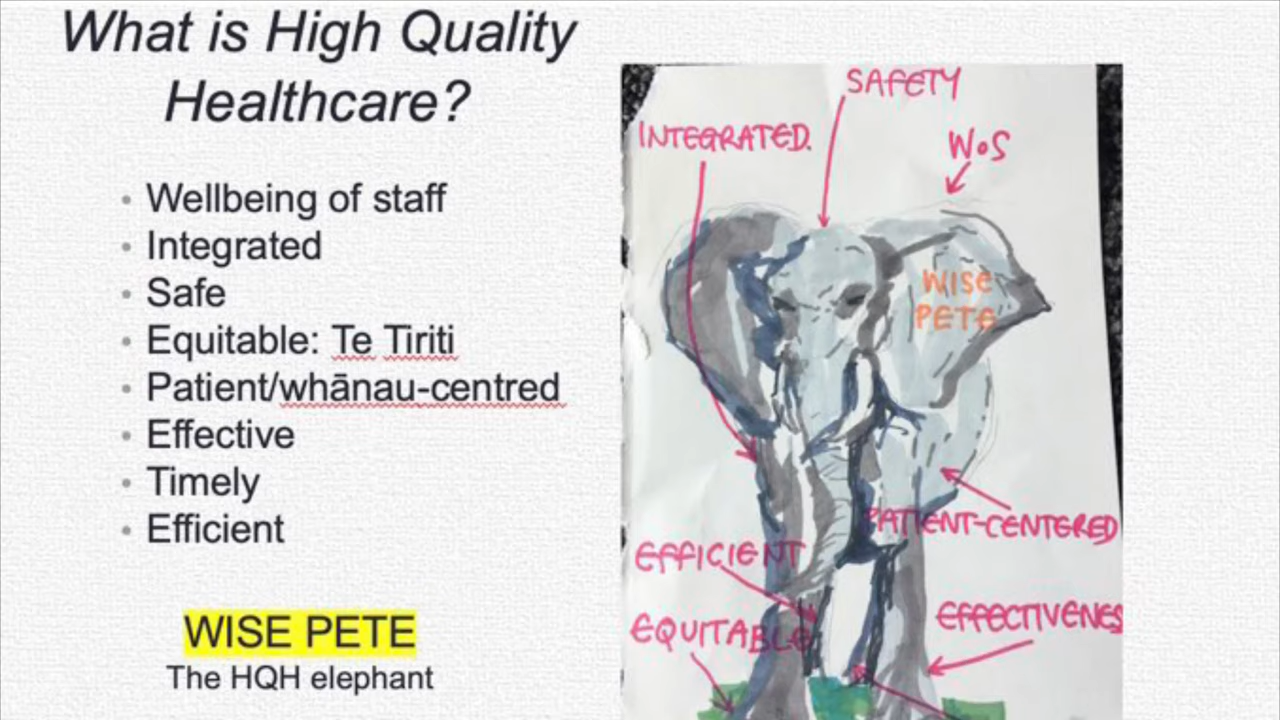 What is High Quality
Healthcare?
Wellbeing of staff
Integrated
Safe
Equitable: Te Tiriti
Patient/whānau-centred
Effective
Timely
Efficient
WISE PETE
The HQH elephant
SAFETY
INTEGRATED.
WoS
WISE
PETE
PATIENT-CENTERED
EFFICIENT
EFFECTIVENES
EQUITABLE